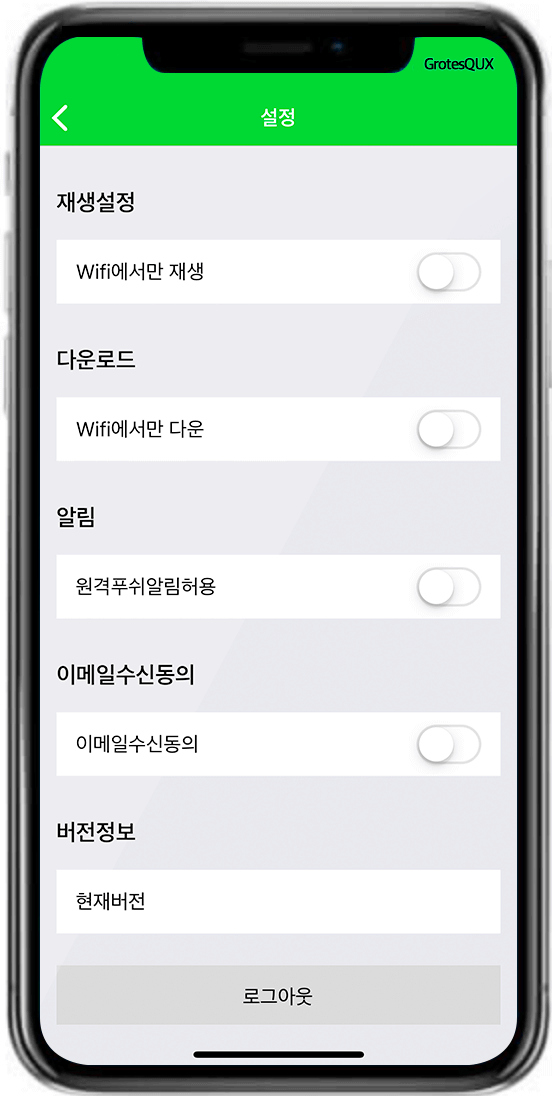 GrotesQUX
설정
재생설정
Wifi에서만 재생
다운로드
Wifi에서만 다운
알림
원격푸쉬알림허용
이메일수신동의
이메일수신동의
버전정보
현재버전
로그아웃